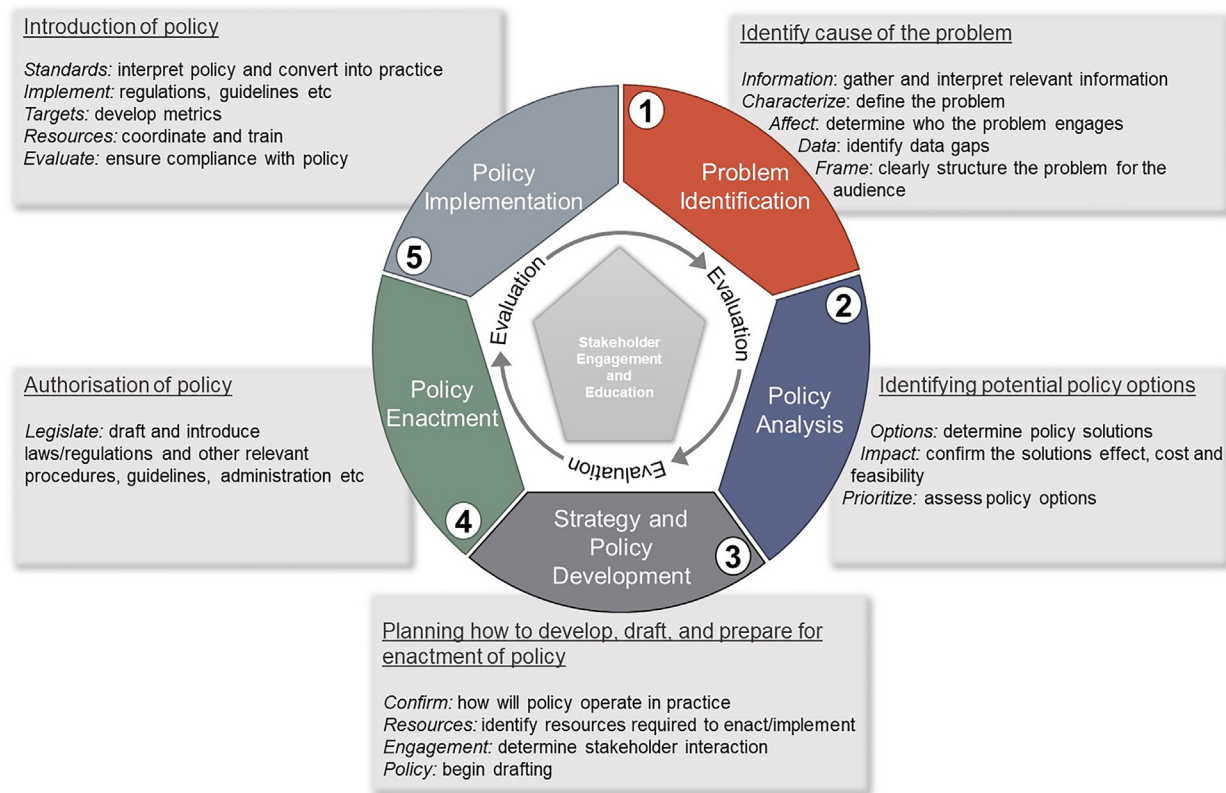 Introduction of policy
Standards: interpret policy and convert into practice
Implement: regulations, guidelines etc
Targets: develop metrics
Resources: coordinate and train
Evaluate: ensure compliance with policy
Identify cause of the problem
Information: gather and interpret relevant information
Characterize: define the problem
Affect: determine who the problem engages
Data: identify data gaps
Frame: clearly structure the problem for the
audience
1
Problem
Identification
2
Policy
Analysis
Identifying potential policy options
Options: determine policy solutions
Impact: confirm the solutions effect, cost and
feasibility
Prioritize: assess policy options
3
Strategy and
Policy
Development
Planning how to develop, draft, and prepare for
enactment of policy
Confirm: how will policy operate in practice
Resources: identify resources required to enact/implement
Engagement: determine stakeholder interaction
Policy: begin drafting
4
Policy
Enactment
Authorisation of policy
Legislate: draft and introduce
laws/regulations and other relevant
procedures, guidelines, administration etc
5
Policy
Implementation
Evaluation
Evaluation
Evaluation
Stakeholder
Engagement
and
Education